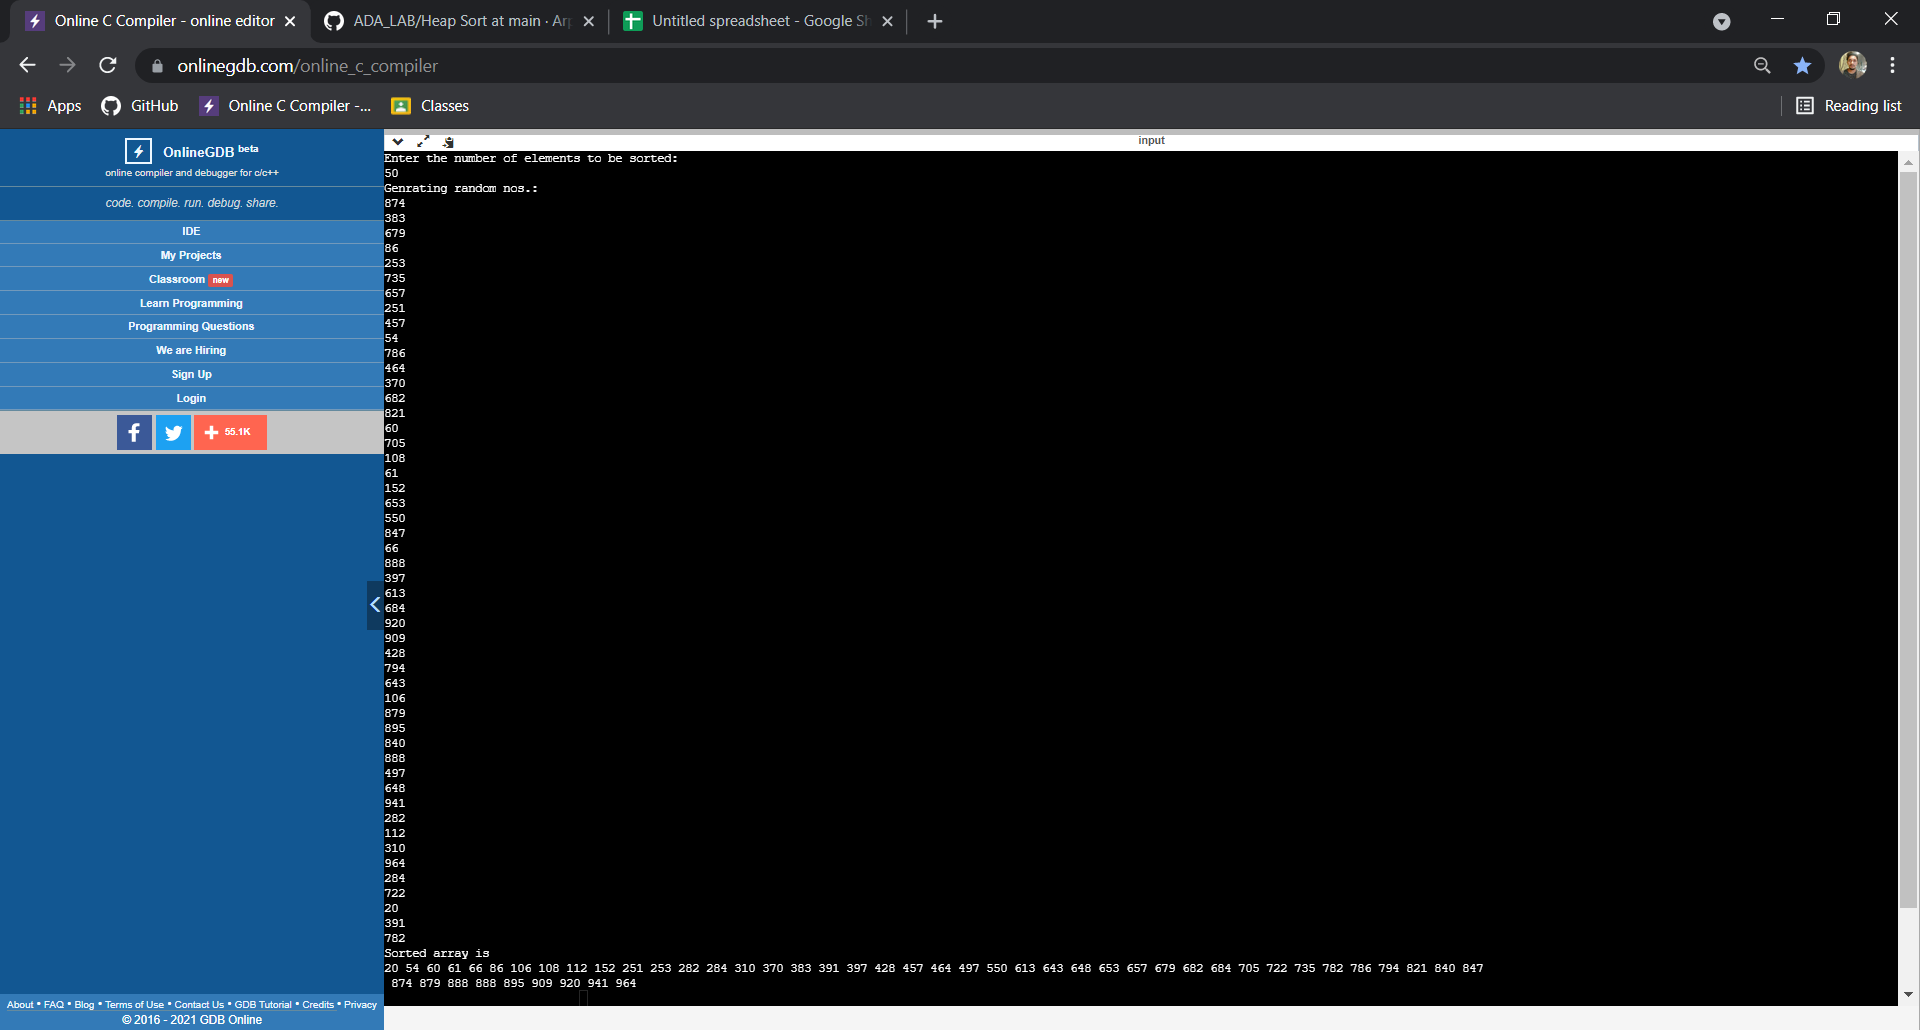 Online C Compiler - online editor
ADA_LAB/Heap Sort at main · Ar
Untitled spreadsheet - Google Sh
onlinegdb.com/online_c_compiler
Apps
GitHub
Online C Compiler -...
Classes
Reading list
OnlineGDB beta
online compiler and debugger for c/c++
code. compile. run. debug. share.
IDE
My Projects
Classroom new
Learn Programming
Programming Questions
We are Hiring
Sign Up
Login
f
+ 55.1K
About • FAQ • Blog • Terms of Use • Contact Us • GDB Tutorial • Credits • Privacy
© 2016 - 2021 GDB Online
input
Enter the number of elements to be sorted:
50
Genrating random nos.:
874
383
679
86
253
735
657
251
457
54
786
464
370
682
821
60
705
108
61
152
653
550
847
66
888
397
613
684
920
909
428
794
643
106
879
895
840
888
497
648
941
282
112
310
964
284
722
20
391
782
Sorted array is
20 54 60 61 66 86 106 108 112 152 251 253 282 284 310 370 383 391 397 428 457 464 497 550 613 643 648 653 657 679 682 684 705 722 735 782 786 794 821 840 847
874 879 888 888 895 909 920 941 964